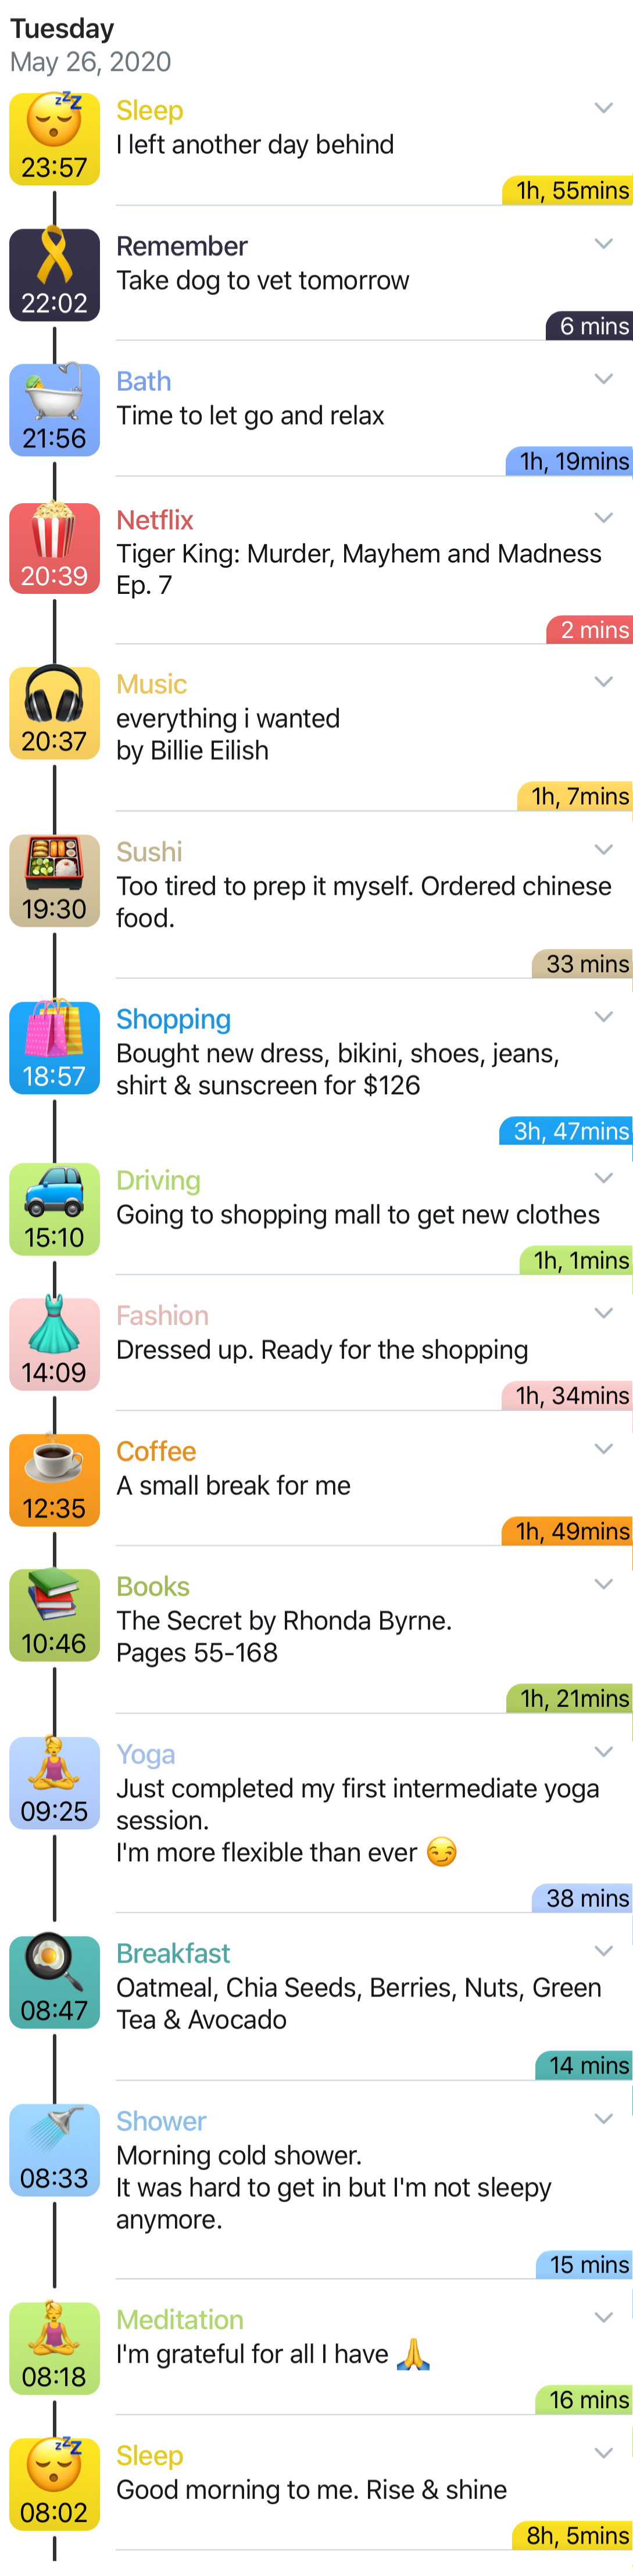 Tuesday
May 26, 2020
Sleep
I left another day behind
23:57
1h, 55mins
Remember
Take dog to vet tomorrow
22:02
6 mins
Bath
Time to let go and relax
21:56
1h, 19mins
Netflix
Tiger King: Murder, Mayhem and Madness
20:39
Ep. 7
2 mins
Music
everything i wanted
20:37
by Billie Eilish
1h, 7mins
Sushi
Too tired to prep it myself. Ordered chinese
19:30
food.
33 mins
Shopping
Bought new dress, bikini, shoes, jeans,
18:57
shirt & sunscreen for $126
3h, 47mins
Driving
Going to shopping mall to get new clothes
15:10
1h, 1mins
Fashion
Dressed up. Ready for the shopping
14:09
1h, 34mins
Coffee
A small break for me
12:35
1h, 49mins
Books
The Secret by Rhonda Byrne.
10:46
Pages 55-168
1h, 21mins
Yoga
Just completed my first intermediate yoga
09:25
session.
I'm more flexible than ever 😏
38 mins
Breakfast
Oatmeal, Chia Seeds, Berries, Nuts, Green
08:47
Tea & Avocado
14 mins
Shower
Morning cold shower.
08:33
It was hard to get in but I'm not sleepy
anymore.
15 mins
Meditation
I'm grateful for all I have 🙏
08:18
16 mins
Sleep
Good morning to me. Rise & shine
08:02
8h, 5mins